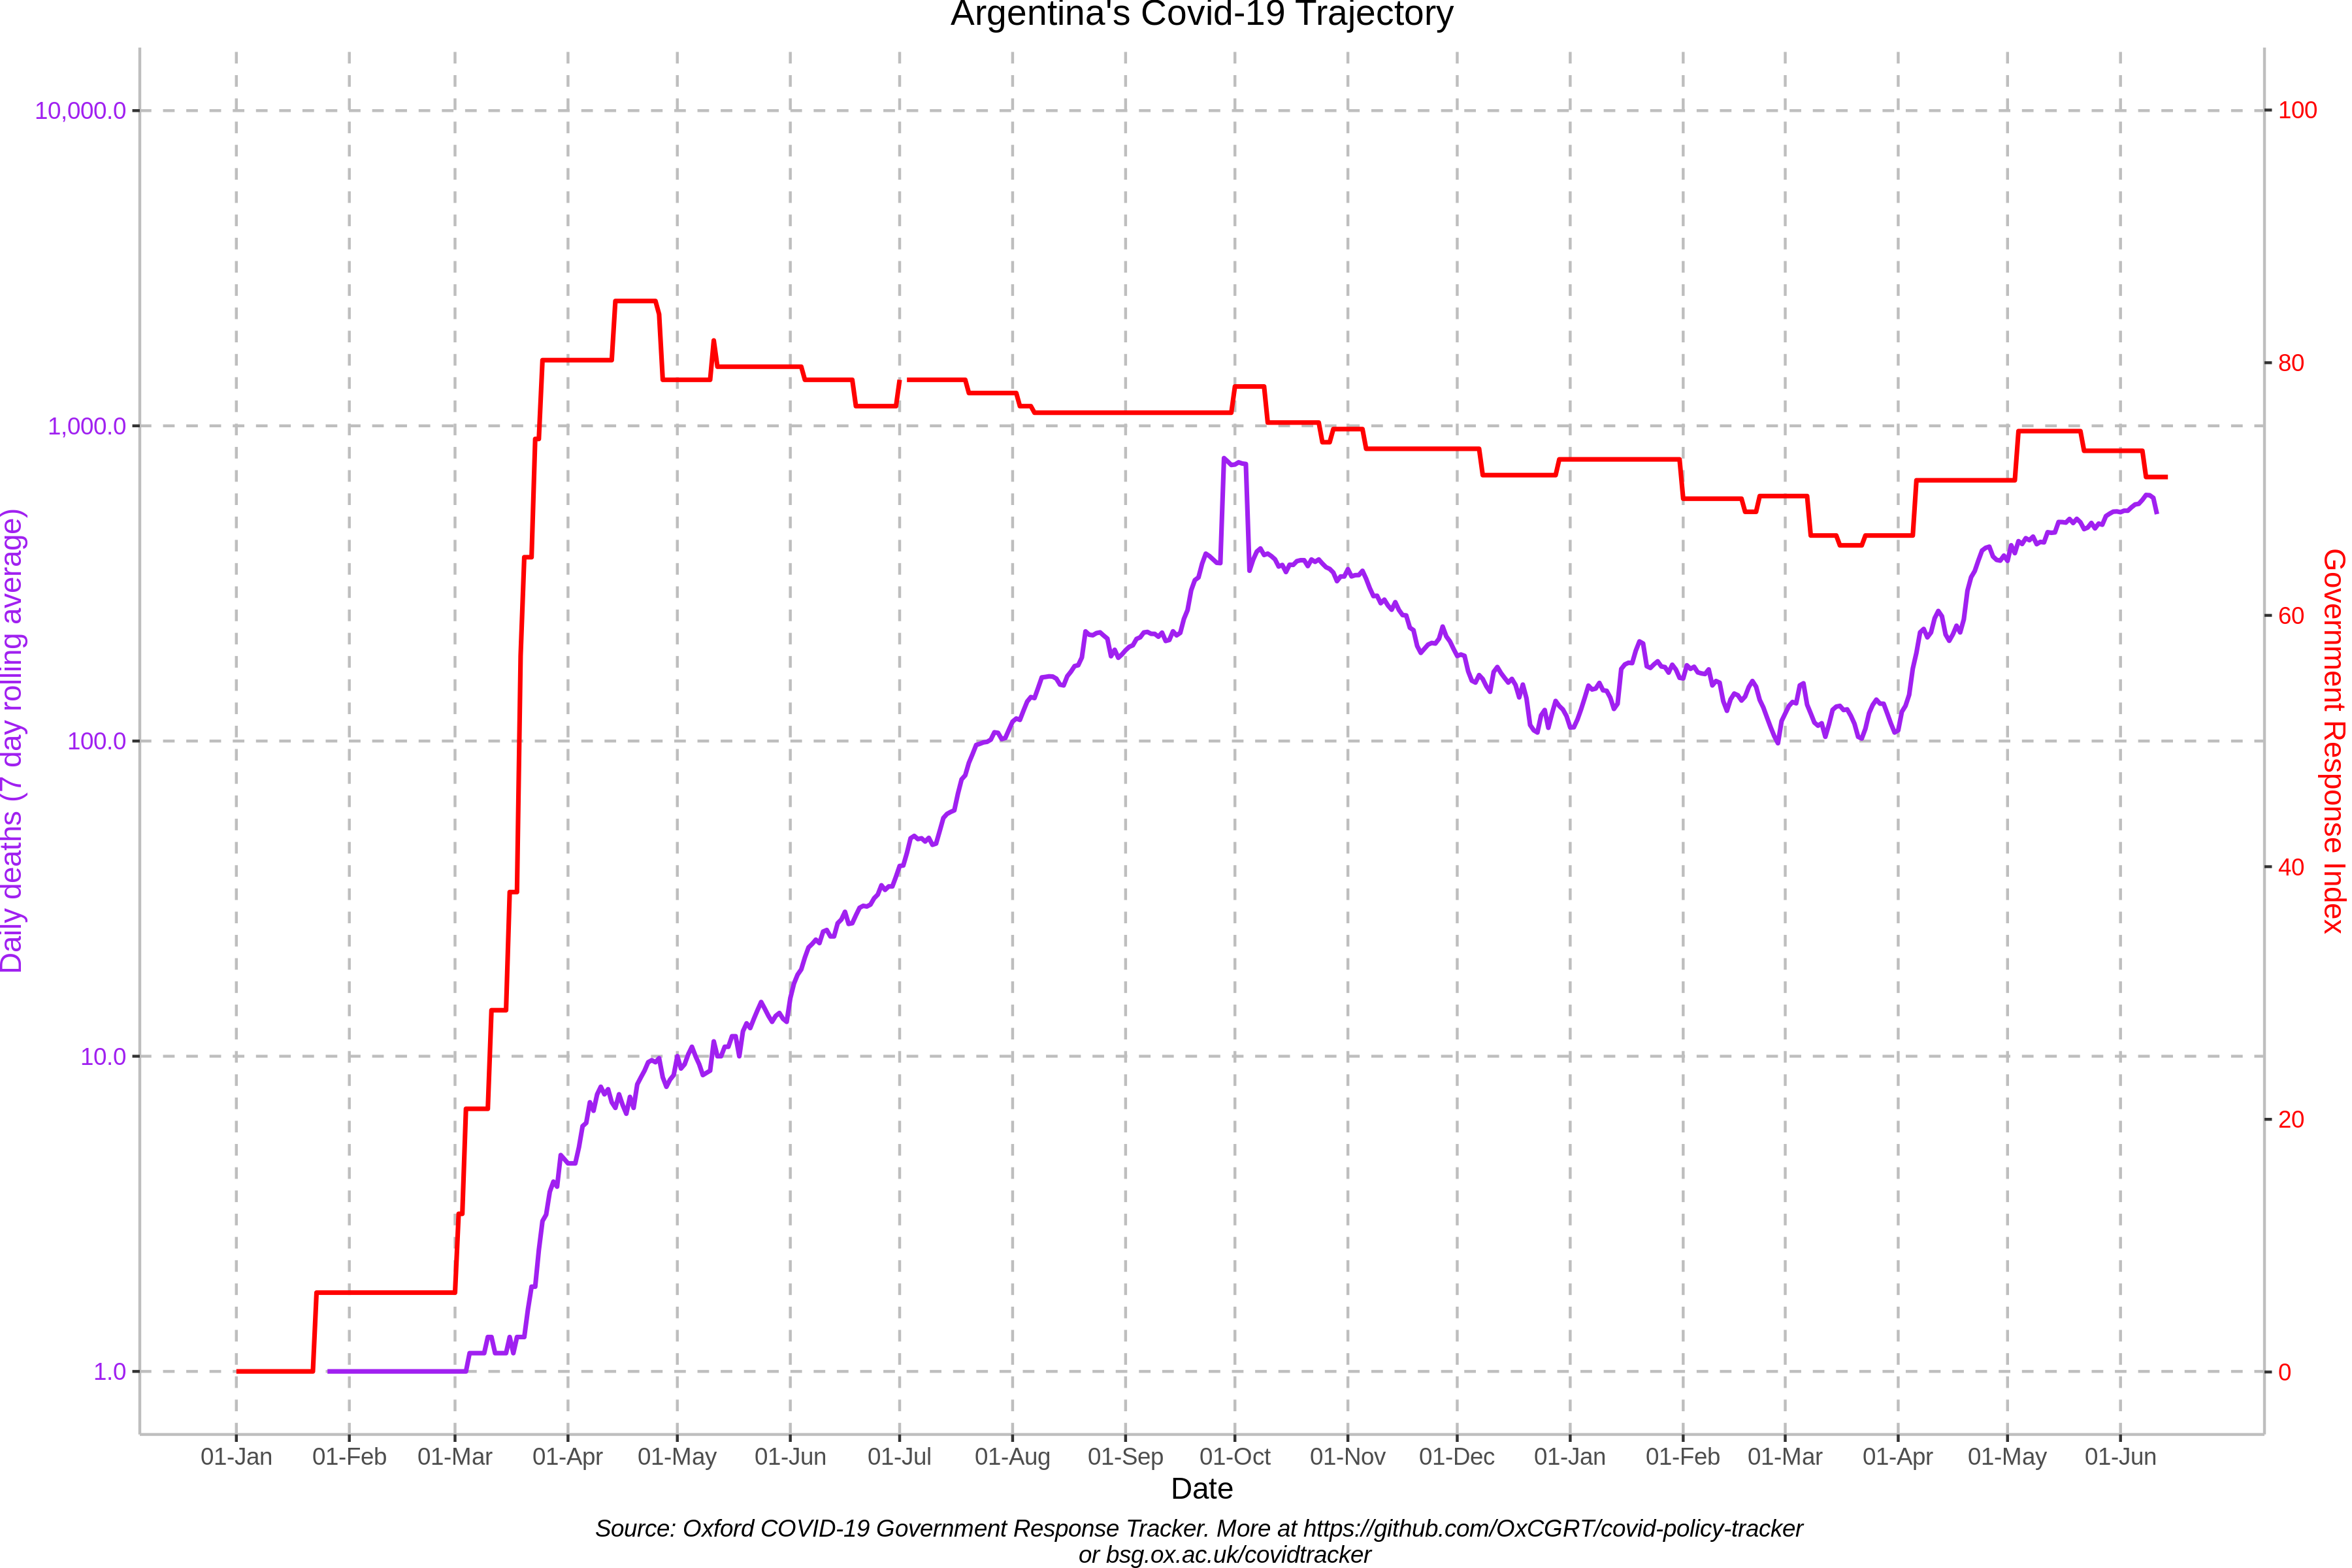 Argentina's Covid-19 Trajectory
10,000.0
1,000.0
100.0
10.0
1.0
Daily deaths (7 day rolling average)
100
80
60
40
20
0
Government Response Index
01-Jan 01-Feb 01-Mar 01-Apr 01-May 01-Jun 01-Jul 01-Aug 01-Sep 01-Oct 01-Nov 01-Dec 01-Jan 01-Feb 01-Mar 01-Apr 01-May 01-Jun
Date
Source: Oxford COVID-19 Government Response Tracker. More at https://github.com/OxCGRT/covid-policy-tracker
or bsg.ox.ac.uk/covidtracker